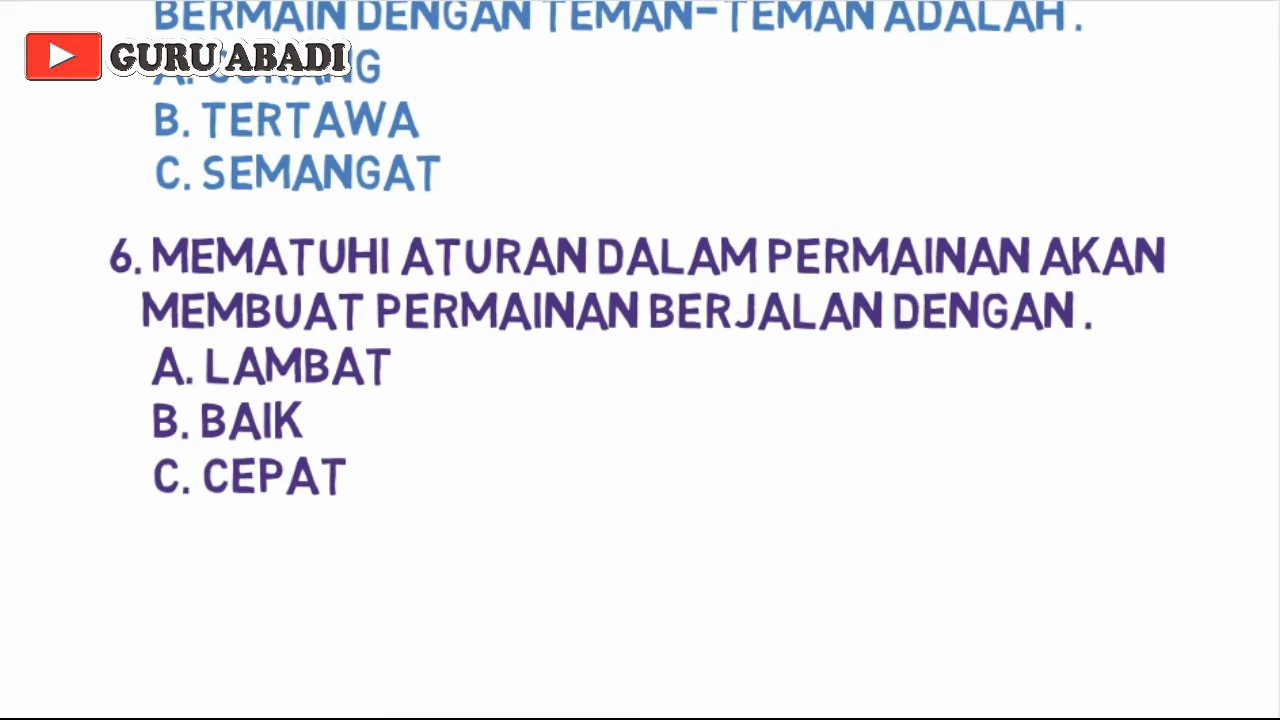 BERMAIN DENGAN TEMAN-TEMAN ADALAH .
GURU ABADI
A. CURANG
B. TERTAWA
C. SEMANGAT
6. MEMATUHI ATURAN DALAM PERMAINAN AKAN
MEMBUAT PERMAINAN BERJALAN DENGAN .
A. LAMBAT
B. BAIK
C. CEPAT